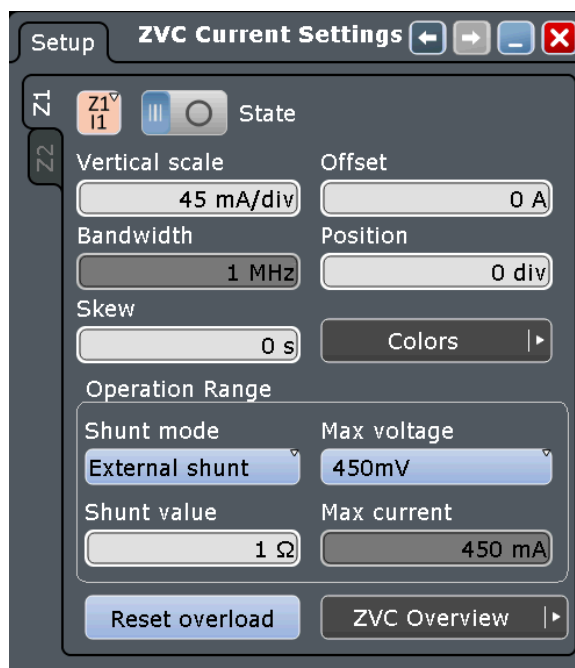 Setup ZVC Current Settings
Z1
Z2
Z1
I1
State
Vertical scale Offset
45 mA/div 0 A
Bandwidth Position
1 MHz 0 div
Skew
0 s Colors
Operation Range
Shunt mode Max voltage
External shunt 450mV
Shunt value Max current
1 Ω 450 mA
Reset overload ZVC Overview